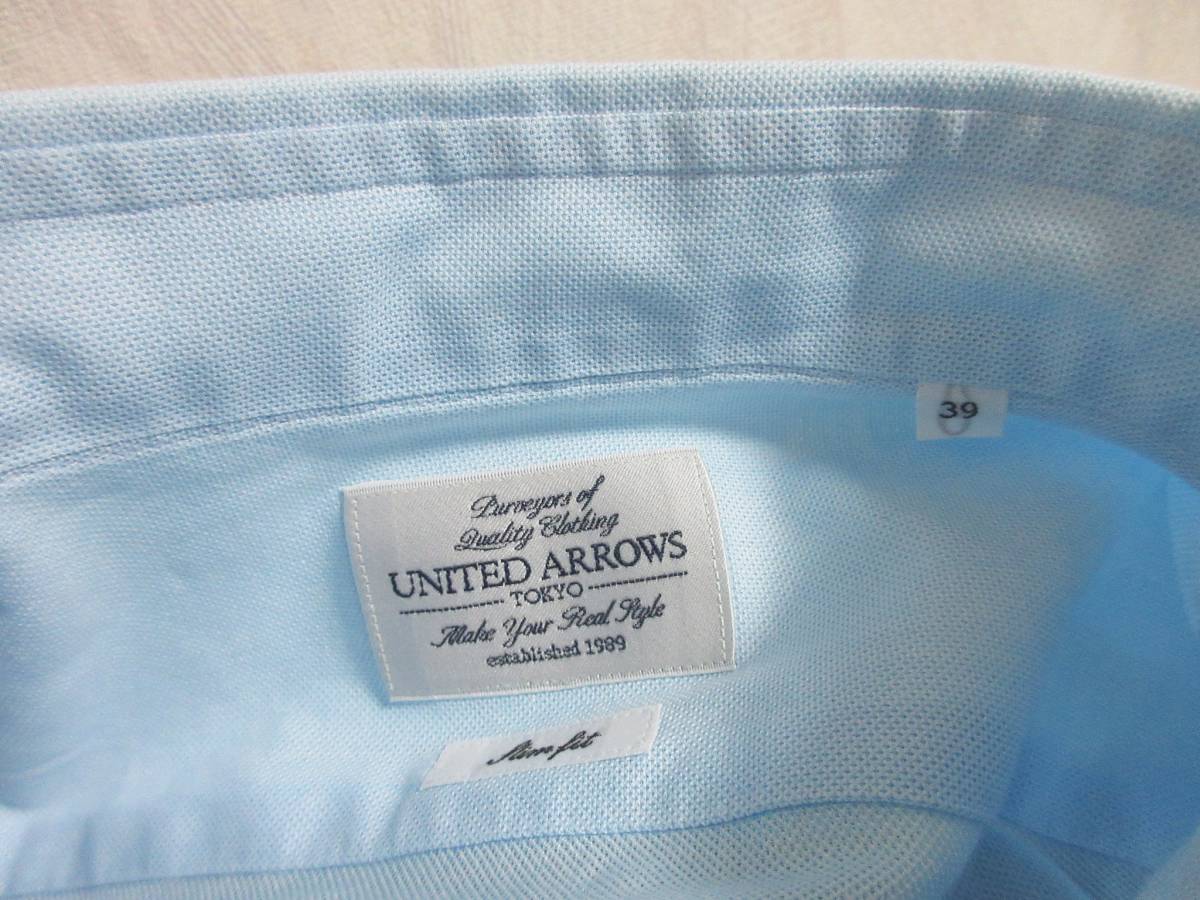 39
Purveyors of
Quality Clothing
UNITED ARROWS
TOKYO
Make Your Real Style
established 1989
Slim fit